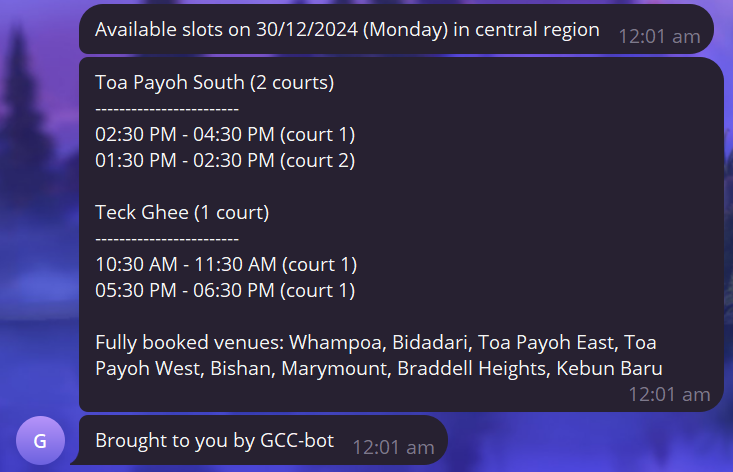 Available slots on 30/12/2024 (Monday) in central region 12:01 am
Toa Payoh South (2 courts)
------------------------
02:30 PM - 04:30 PM (court 1)
01:30 PM - 02:30 PM (court 2)
Teck Ghee (1 court)
------------------------
10:30 AM - 11:30 AM (court 1)
05:30 PM - 06:30 PM (court 1)
Fully booked venues: Whampoa, Bidadari, Toa Payoh East, Toa
Payoh West, Bishan, Marymount, Braddell Heights, Kebun Baru
12:01 am
G
Brought to you by GCC-bot 12:01 am